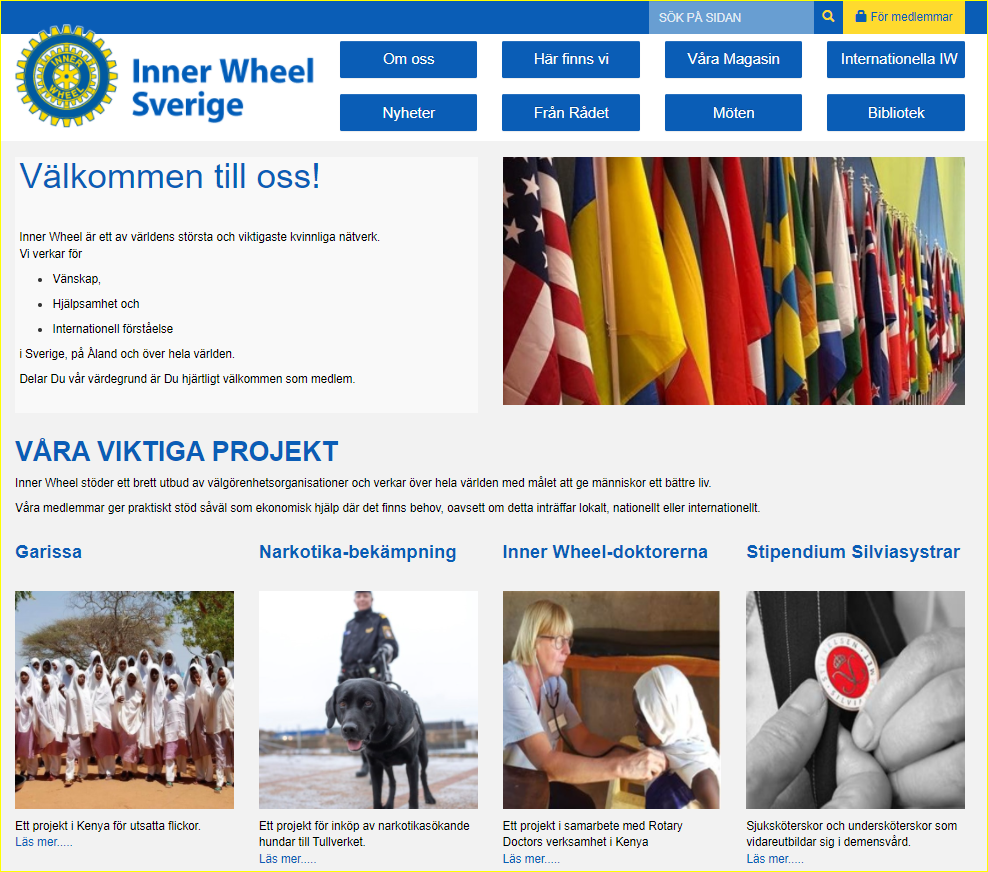 SÖK PÅ SIDAN
För medlemmar
INNER
WHEEL
Inner Wheel
Sverige
Om oss
Här finns vi
Våra Magasin
Internationella IW
Nyheter
Från Rådet
Möten
Bibliotek
Välkommen till oss!
Inner Wheel är ett av världens största och viktigaste kvinnliga nätverk.
Vi verkar för
Vänskap,
Hjälpsamhet och
Internationell förståelse
i Sverige, på Åland och över hela världen.
Delar Du vår värdegrund är Du hjärtligt välkommen som medlem.
VÅRA VIKTIGA PROJEKT
Inner Wheel stöder ett brett utbud av välgörenhetsorganisationer och verkar över hela världen med målet att ge människor ett bättre liv.
Våra medlemmar ger praktiskt stöd såväl som ekonomisk hjälp där det finns behov, oavsett om detta inträffar lokalt, nationellt eller internationellt.
Garissa
Ett projekt i Kenya för utsatta flickor.
Läs mer.....
Narkotika-bekämpning
Ett projekt för inköp av narkotikasökande
hundar till Tullverket.
Läs mer.....
Inner Wheel-doktorerna
Ett projekt i samarbete med Rotary
Doctors verksamhet i Kenya
Läs mer.....
Stipendium Silviasystrar
Sjuksköterskor och undersköterskor som
vidareutbildar sig i demensvård.
Läs mer.....